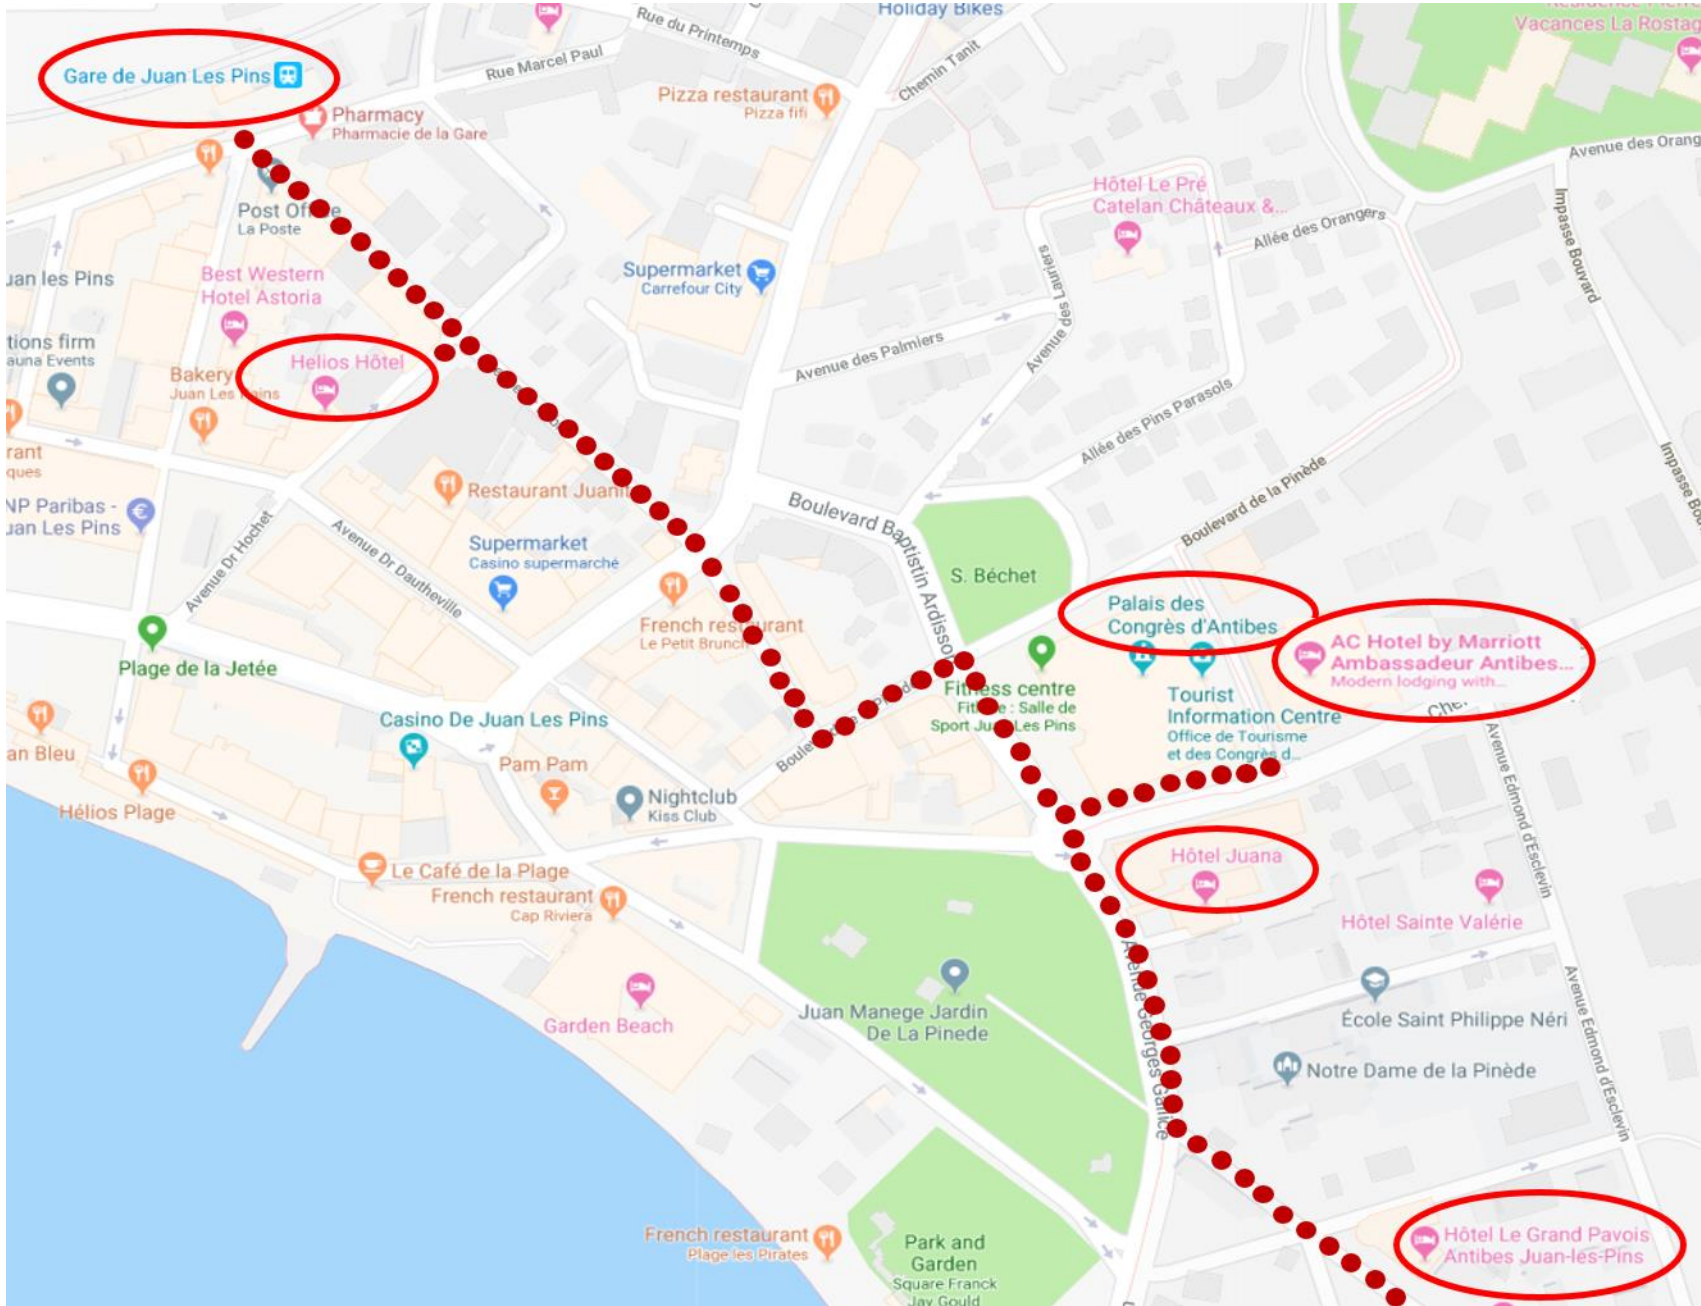 Holiday Bikes
Vacances La Rostag
Rue du Printemps
Rue Marcel Paul
Chemin Tanit
Gare de Juan Les Pins
Pizza restaurant
Pizza fifi
Pharmacy
Pharmacie de la Gare
Avenue des Orang
Post Office
La Poste
Hôtel Le Pré
Catelan Châteaux &...
Allée des Orangers
Impasse Bouvard
uan les Pins
Best Western
Hotel Astoria
Supermarket
Carrefour City
Avenue des Lauriers
tions firm
auna Events
Helios Hôtel
Bakery
Juan Les Pains
Avenue des Palmiers
Allée des Pins Parasols
rant
ques
Restaurant Juani
Boulevard de la Pinède
Impasse Bou
NP Paribas -
uan Les Pins
Avenue Dr Hochet
Avenue Dr Dautheville
Boulevard Baptistin Ardisson
Supermarket
Casino supermarché
S. Béchet
Palais des
Congrès d'Antibes
French restaurant
Le Petit Brunch
AC Hotel by Marriott
Ambassadeur Antibes...
Modern lodging with...
Plage de la Jetée
Fitness centre
Sport Juan Les Pins
Tourist
Information Centre
Office de Tourisme
et des Congrès d...
Che
Casino De Juan Les Pins
an Bleu
Pam Pam
Avenue Edmond d'Esclevin
Hélios Plage
Nightclub
Kiss Club
Le Café de la Plage
French restaurant
Cap Riviera
Hôtel Juana
Hôtel Sainte Valérie
Avenue Georges Gallice
Juan Manege Jardin
De La Pinede
Garden Beach
École Saint Philippe Néri
Avenue Edmond d'Esclevin
Notre Dame de la Pinède
French restaurant
Plage les Pirates
Park and
Garden
Square Franck
Jay Gould
Hôtel Le Grand Pavois
Antibes Juan-les-Pins